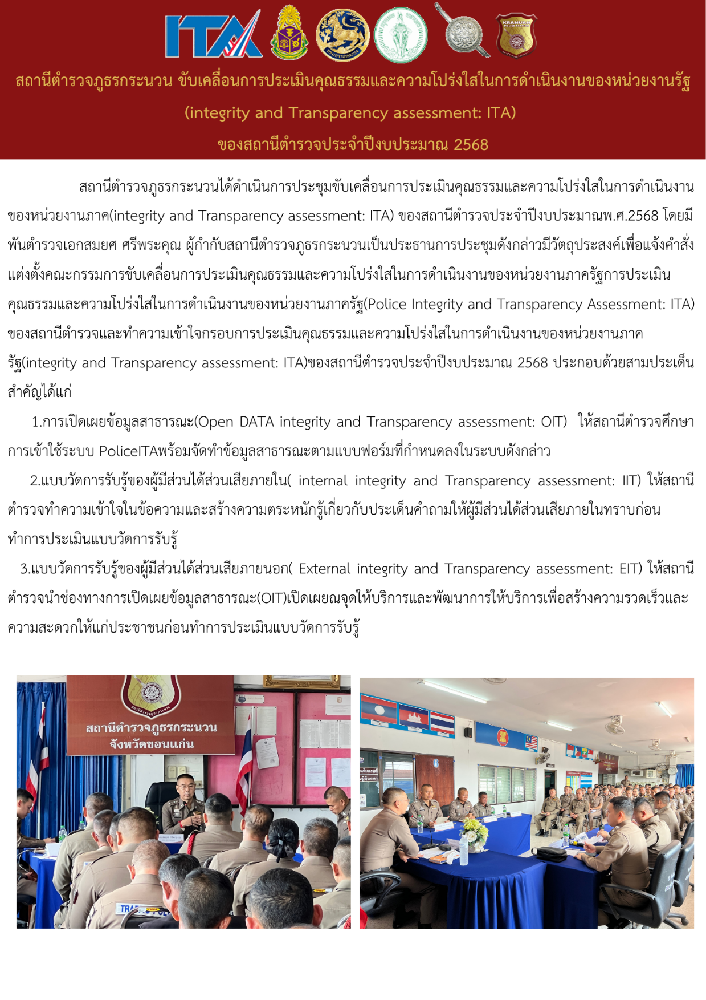 ITA
KRANUAN
POLICE STATION
สถานีตำรวจภูธรกระนวน ขับเคลื่อนการประเมินคุณธรรมและความโปร่งใสในการดำเนินงานของหน่วยงานรัฐ
(integrity and Transparency assessment: ITA)
ของสถานีตำรวจประจำปีงบประมาณ 2568
สถานีตำรวจภูธรกระนวนได้ดำเนินการประชุมขับเคลื่อนการประเมินคุณธรรมและความโปร่งใสในการดำเนินงาน
ของหน่วยงานภาค(integrity and Transparency assessment: ITA) ของสถานีตำรวจประจำปีงบประมาณพ.ศ.2568 โดยมี
พันตำรวจเอกสมยศ ศรีพระคุณ ผู้กำกับสถานีตำรวจภูธรกระนวนเป็นประธานการประชุมดังกล่าวมีวัตถุประสงค์เพื่อแจ้งคำสั่ง
แต่งตั้งคณะกรรมการขับเคลื่อนการประเมินคุณธรรมและความโปร่งใสในการดำเนินงานของหน่วยงานภาครัฐการประเมิน
คุณธรรมและความโปร่งใสในการดำเนินงานของหน่วยงานภาครัฐ(Police Integrity and Transparency Assessment: ITA)
ของสถานีตำรวจและทำความเข้าใจกรอบการประเมินคุณธรรมและความโปร่งใสในการดำเนินงานของหน่วยงานภาค
รัฐ(integrity and Transparency assessment: ITA)ของสถานีตำรวจประจำปีงบประมาณ 2568 ประกอบด้วยสามประเด็น
สำคัญได้แก่
1.การเปิดเผยข้อมูลสาธารณะ(Open DATA integrity and Transparency assessment: OIT) ให้สถานีตำรวจศึกษา
การเข้าใช้ระบบ PoliceITAพร้อมจัดทำข้อมูลสาธารณะตามแบบฟอร์มที่กำหนดลงในระบบดังกล่าว
2.แบบวัดการรับรู้ของผู้มีส่วนได้ส่วนเสียภายใน( internal integrity and Transparency assessment: IIT) ให้สถานี
ตำรวจทำความเข้าใจในข้อความและสร้างความตระหนักรู้เกี่ยวกับประเด็นคำถามให้ผู้มีส่วนได้ส่วนเสียภายในทราบก่อน
ทำการประเมินแบบวัดการรับรู้
3.แบบวัดการรับรู้ของผู้มีส่วนได้ส่วนเสียภายนอก( External integrity and Transparency assessment: EIT) ให้สถานี
ตำรวจนำช่องทางการเปิดเผยข้อมูลสาธารณะ(OIT)เปิดเผยณจุดให้บริการและพัฒนาการให้บริการเพื่อสร้างความรวดเร็วและ
ความสะดวกให้แก่ประชาชนก่อนทำการประเมินแบบวัดการรับรู้
สถานีตำรวจภูธรกระนวน
จังหวัดขอนแก่น